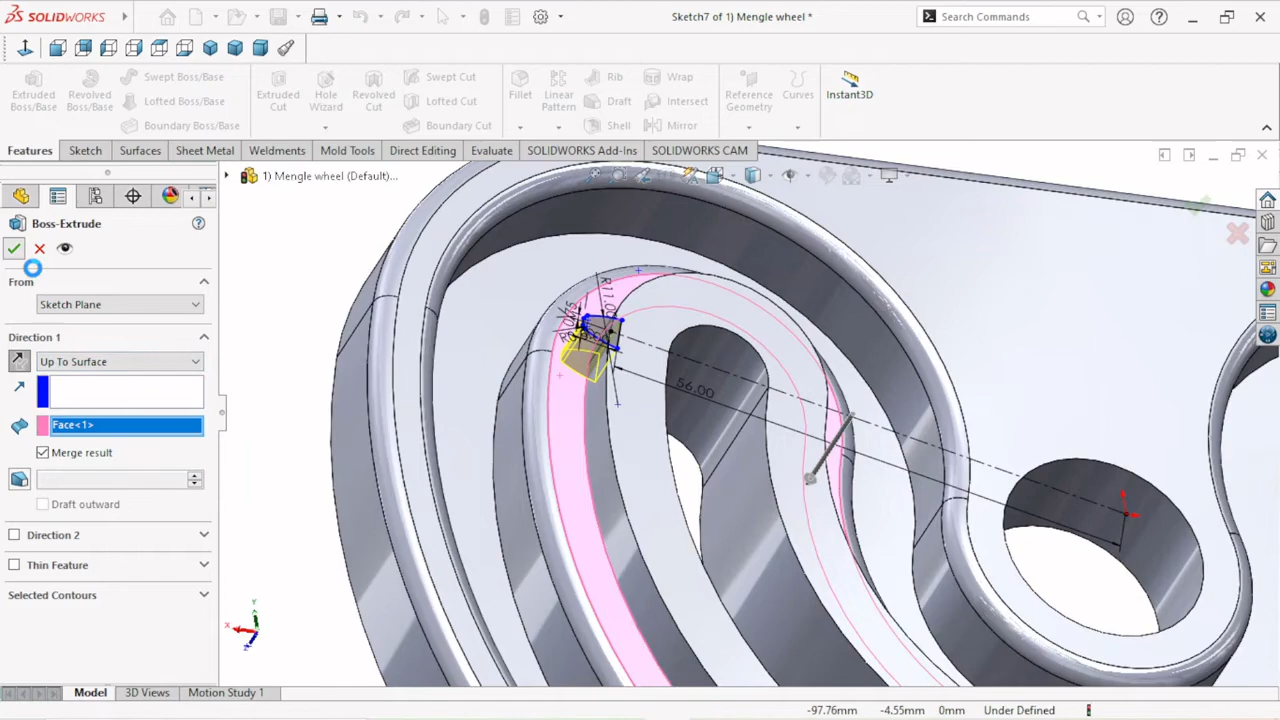 SOLIDWORKS
Sketch7 of 1) Mengle wheel *
Search Commands
Extruded Boss/Base
Revolved Boss/Base
Swept Boss/Base
Lofted Boss/Base
Boundary Boss/Base
Extruded Cut
Hole Wizard
Revolved Cut
Swept Cut
Lofted Cut
Boundary Cut
Fillet
Linear Pattern
Rib
Draft
Shell
Wrap
Intersect
Mirror
Reference Geometry
Curves
Instant3D
Features Sketch Surfaces Sheet Metal Weldments Mold Tools Direct Editing Evaluate SOLIDWORKS Add-Ins SOLIDWORKS CAM
1) Mengle wheel (Default)...
Boss-Extrude
From
Sketch Plane
Direction 1
Up To Surface
Face<1>
Merge result
Draft outward
Direction 2
Thin Feature
Selected Contours
R11.00
56.00
Y
X
Z
Model 3D Views Motion Study 1
-97.76mm -4.55mm 0mm Under Defined